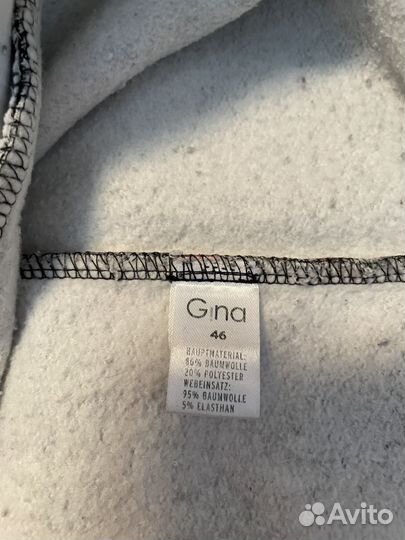 Gina
46
HAUPTMATERIAL:
80% BAUMWOLLE
20% POLYESTER
WEBEINSATZ:
95% BAUMWOLLE
5% ELASTHAN
Avito